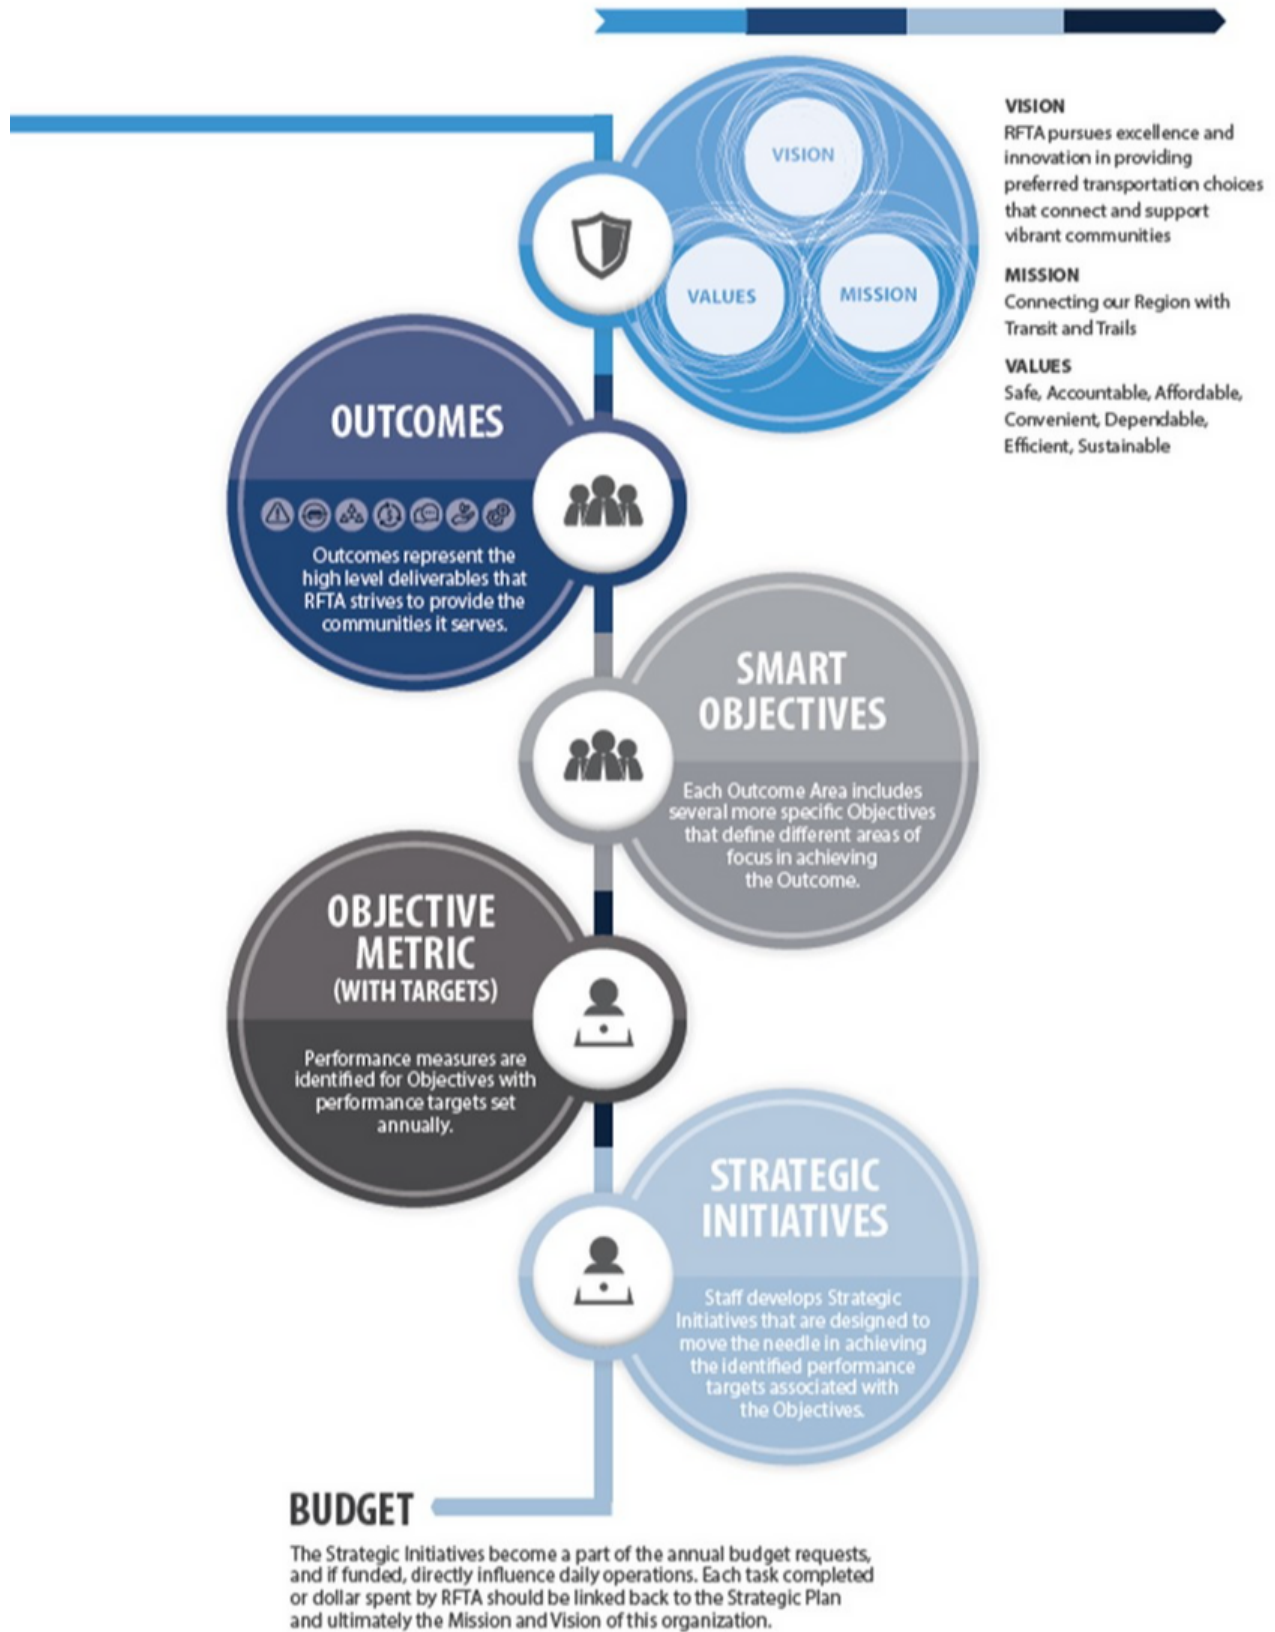 VISION
VALUES
MISSION
VISION
RFTA pursues excellence and
innovation in providing
preferred transportation choices
that connect and support
vibrant communities
MISSION
Connecting our Region with
Transit and Trails
VALUES
Safe, Accountable, Affordable,
Convenient, Dependable,
Efficient, Sustainable
OUTCOMES
Outcomes represent the
high level deliverables that
RFTA strives to provide the
communities it serves.
SMART
OBJECTIVES
Each Outcome Area includes
several more specific Objectives
that define different areas of
focus in achieving
the Outcome.
OBJECTIVE
METRIC
(WITH TARGETS)
Performance measures are
identified for Objectives with
performance targets set
annually.
STRATEGIC
INITIATIVES
Staff develops Strategic
Initiatives that are designed to
move the needle in achieving
the identified performance
targets associated with
the Objectives.
BUDGET
The Strategic Initiatives become a part of the annual budget requests,
and if funded, directly influence daily operations. Each task completed
or dollar spent by RFTA should be linked back to the Strategic Plan
and ultimately the Mission and Vision of this organization.